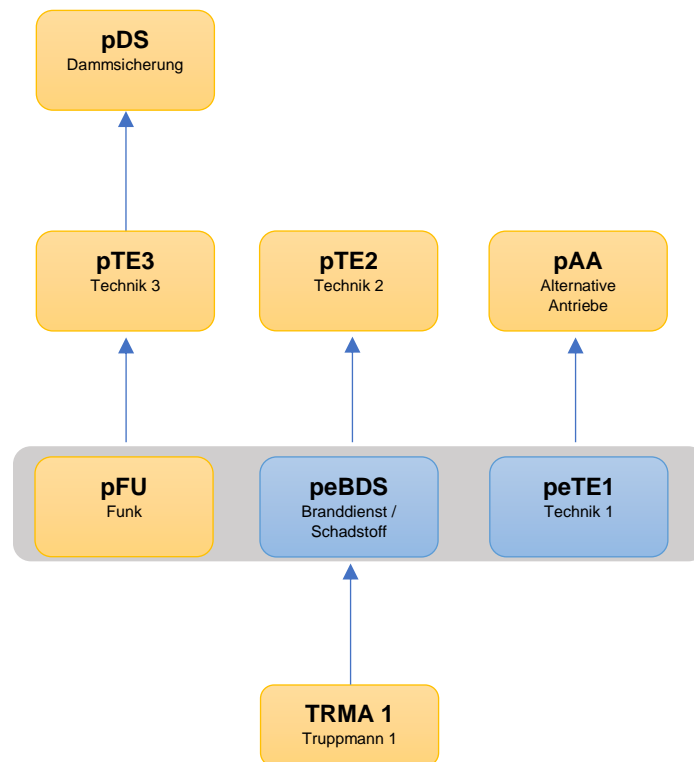 pDS
Dammsicherung
pTE3
Technik 3
pTE2
Technik 2
pAA
Alternative
Antriebe
pFU
Funk
peBDS
Branddienst /
Schadstoff
peTE1
Technik 1
TRMA 1
Truppmann 1